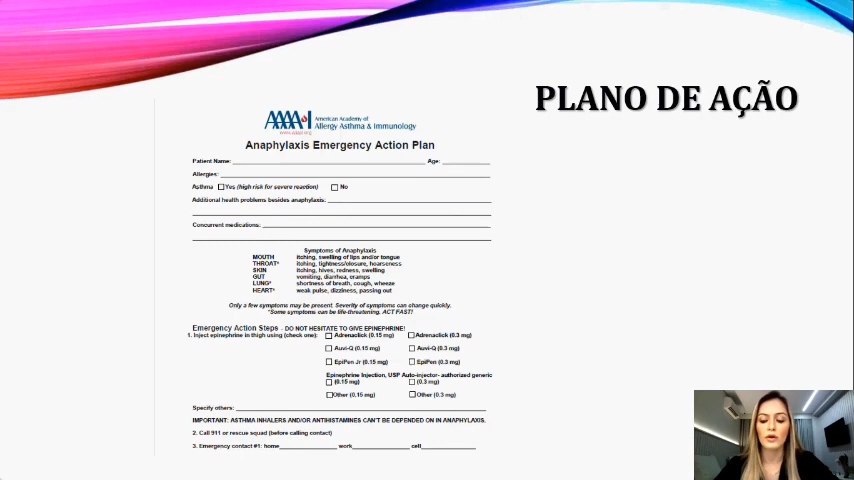 PLANO DE AÇÃO
AAAAI American Academy of
Allergy Asthma & Immunology
www.aaaai.org
Anaphylaxis Emergency Action Plan
Patient Name: Age:
Allergies:
Asthma Yes (high risk for severe reaction) No
Additional health problems besides anaphylaxis:
Concurrent medications:
Symptoms of Anaphylaxis
MOUTH itching, swelling of lips and/or tongue
THROAT* itching, tightness/closure, hoarseness
SKIN itching, hives, redness, swelling
GUT vomiting, diarrhea, cramps
LUNG* shortness of breath, cough, wheeze
HEART* weak pulse, dizziness, passing out
Only a few symptoms may be present. Severity of symptoms can change quickly.
*Some symptoms can be life-threatening. ACT FAST!
Emergency Action Steps - DO NOT HESITATE TO GIVE EPINEPHRINE!
1. Inject epinephrine in thigh using (check one): Adrenaclick (0.15 mg) Adrenaclick (0.3 mg)
Auvi-Q (0.15 mg) Auvi-Q (0.3 mg)
EpiPen Jr (0.15 mg) EpiPen (0.3 mg)
Epinephrine Injection, USP Auto-injector- authorized generic
(0.15 mg) (0.3 mg)
Other (0.15 mg) Other (0.3 mg)
Specify others:
IMPORTANT: ASTHMA INHALERS AND/OR ANTIHISTAMINES CAN'T BE DEPENDED ON IN ANAPHYLAXIS.
2. Call 911 or rescue squad (before calling contact)
3. Emergency contact #1: home work cell